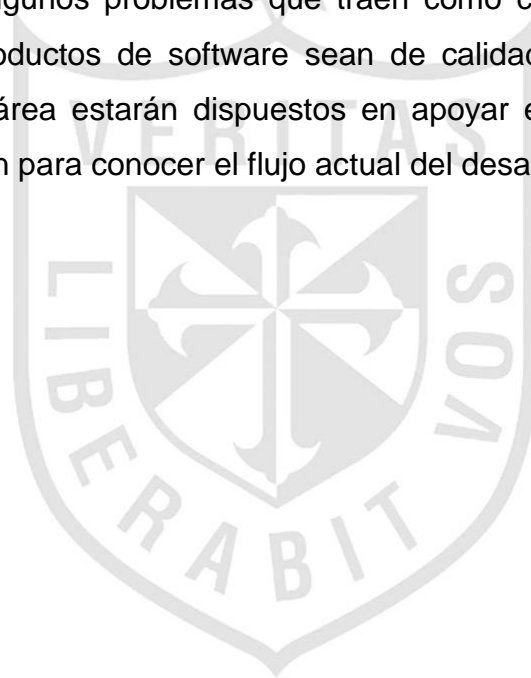 algunos problemas que traen como c
oductos de software sean de calidad
área estarán dispuestos en apoyar e
n para conocer el flujo actual del desa
VERITAS
LIBERABIT
VOS